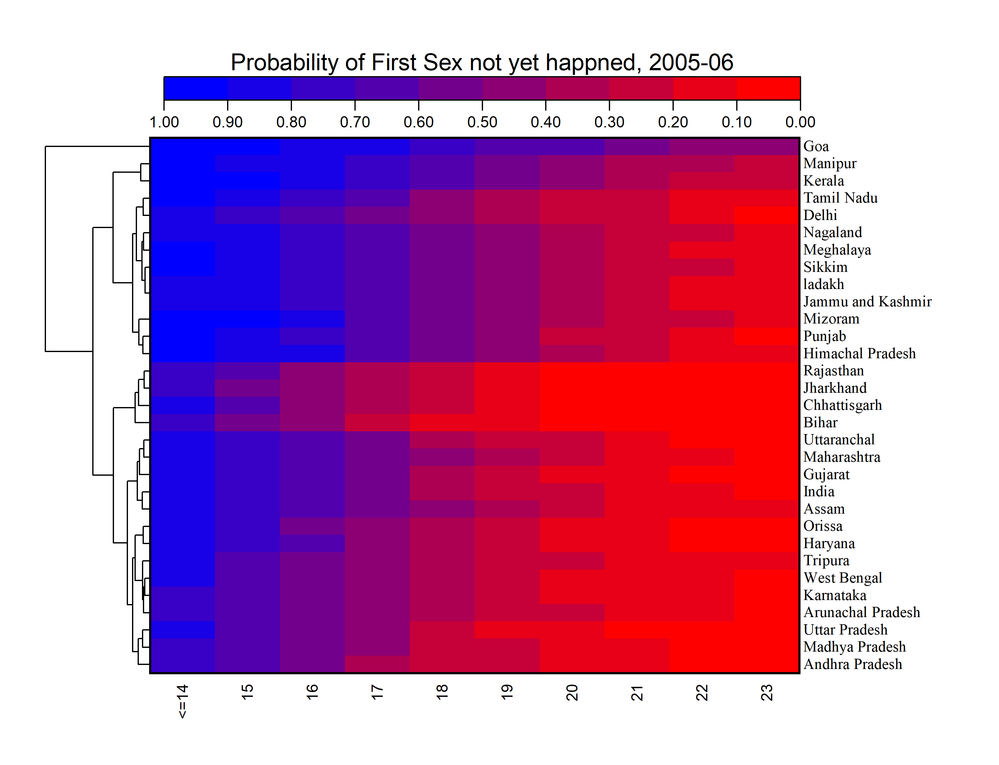 Probability of First Sex not yet happned, 2005-06
1.00 0.90 0.80 0.70 0.60 0.50 0.40 0.30 0.20 0.10 0.00
Goa
Manipur
Kerala
Tamil Nadu
Delhi
Nagaland
Meghalaya
Sikkim
ladakh
Jammu and Kashmir
Mizoram
Punjab
Himachal Pradesh
Rajasthan
Jharkhand
Chhattisgarh
Bihar
Uttaranchal
Maharashtra
Gujarat
India
Assam
Orissa
Haryana
Tripura
West Bengal
Karnataka
Arunachal Pradesh
Uttar Pradesh
Madhya Pradesh
Andhra Pradesh
<=14 15 16 17 18 19 20 21 22 23